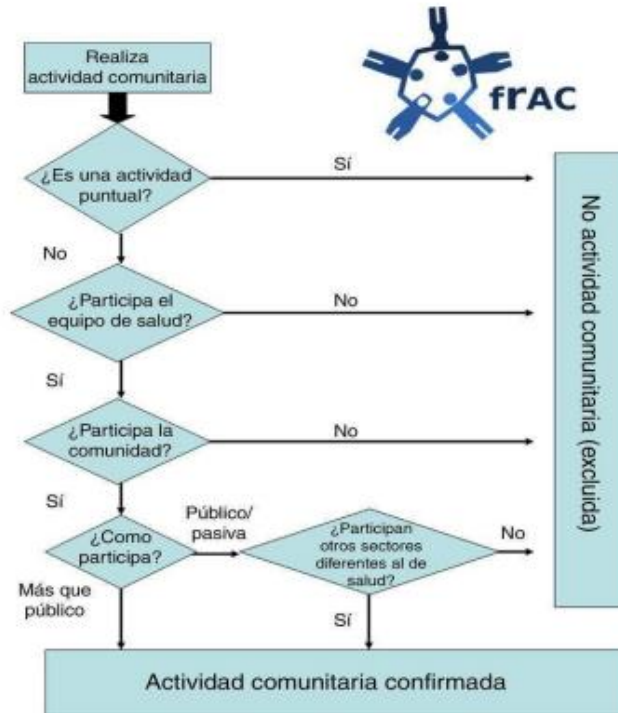 Realiza
actividad comunitaria
frAC
¿Es una actividad
puntual?
Sí
No
¿Participa el
equipo de salud?
No
Sí
¿Participa la
comunidad?
No
Sí
¿Como
participa?
Público/
pasiva
¿Participan
otros sectores
diferentes al de
salud?
No
Más que
público
Sí
No actividad comunitaria (excluida)
Actividad comunitaria confirmada